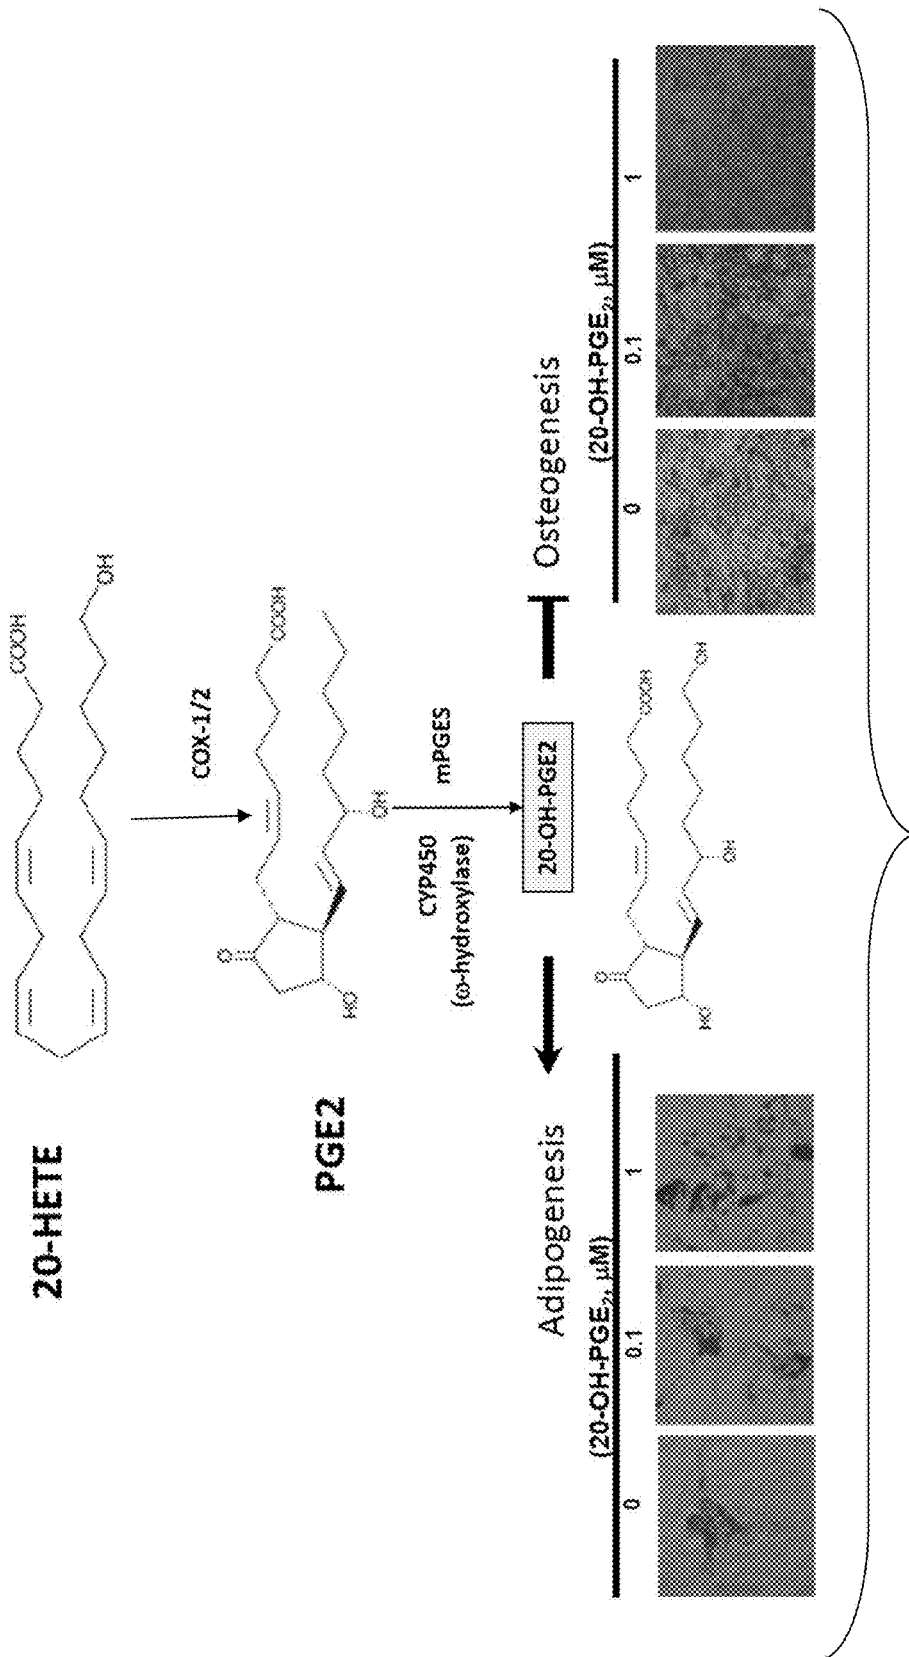 20-HETE
COOH
OH
COX-1/2
PGE2
O
HO
COOH
OH
CYP450
(ω-hydroxylase)
mPGES
Adipogenesis
20-OH-PGE2
Osteogenesis
(20-OH-PGE₂, μM)
0
0.1
1
O
HO
COOH
OH
OH
(20-OH-PGE₂, μM)
0
0.1
1